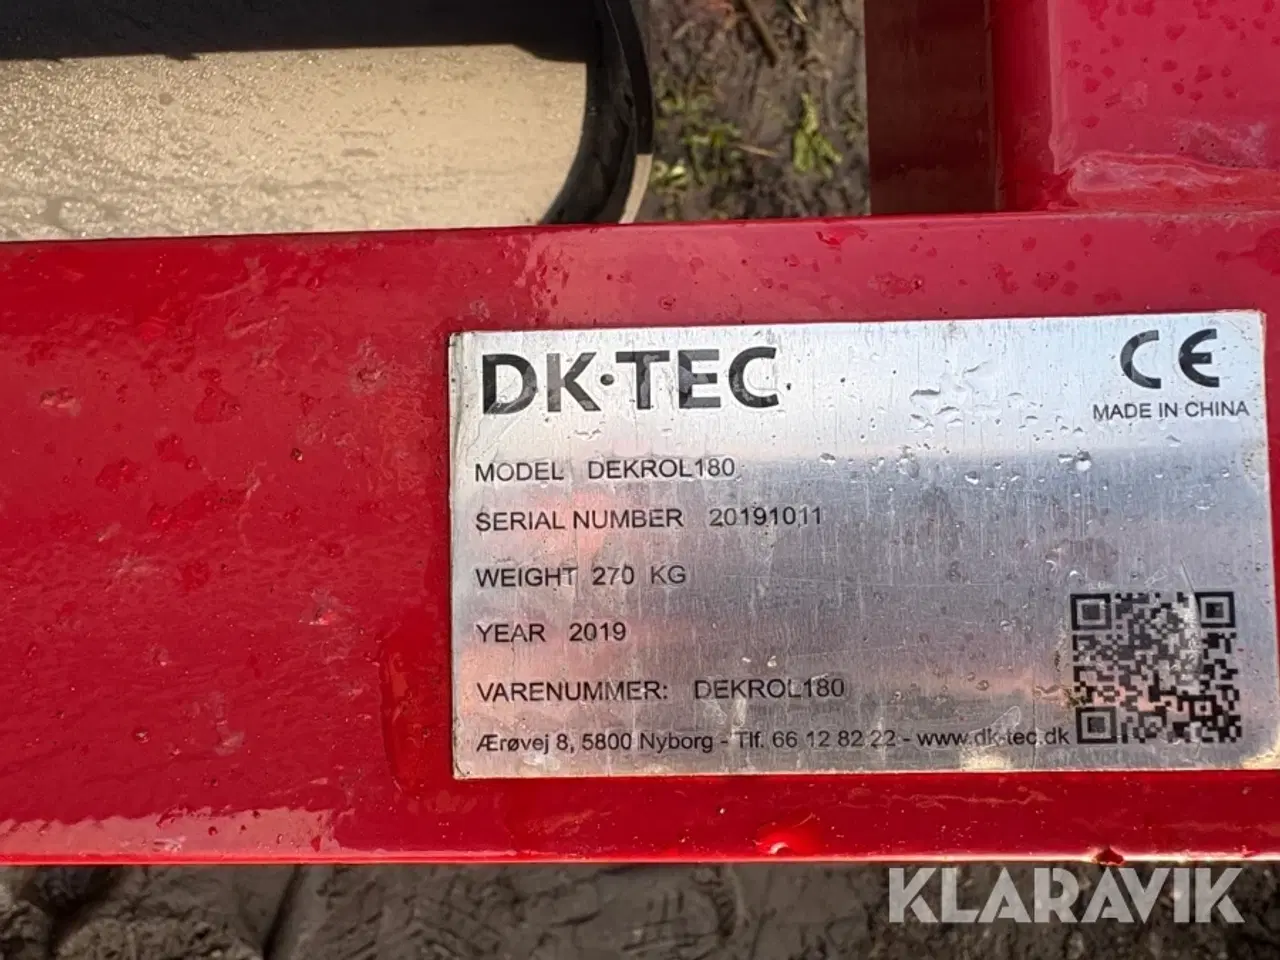 DK·TEC
CE
MADE IN CHINA
MODEL DEKROL180
SERIAL NUMBER 20191011
WEIGHT 270 KG
YEAR 2019
VARENUMMER: DEKROL180
Ærøvej 8, 5800 Nyborg - Tlf. 66 12 82 22 - www.dk-tec.dk
KLARAVIK